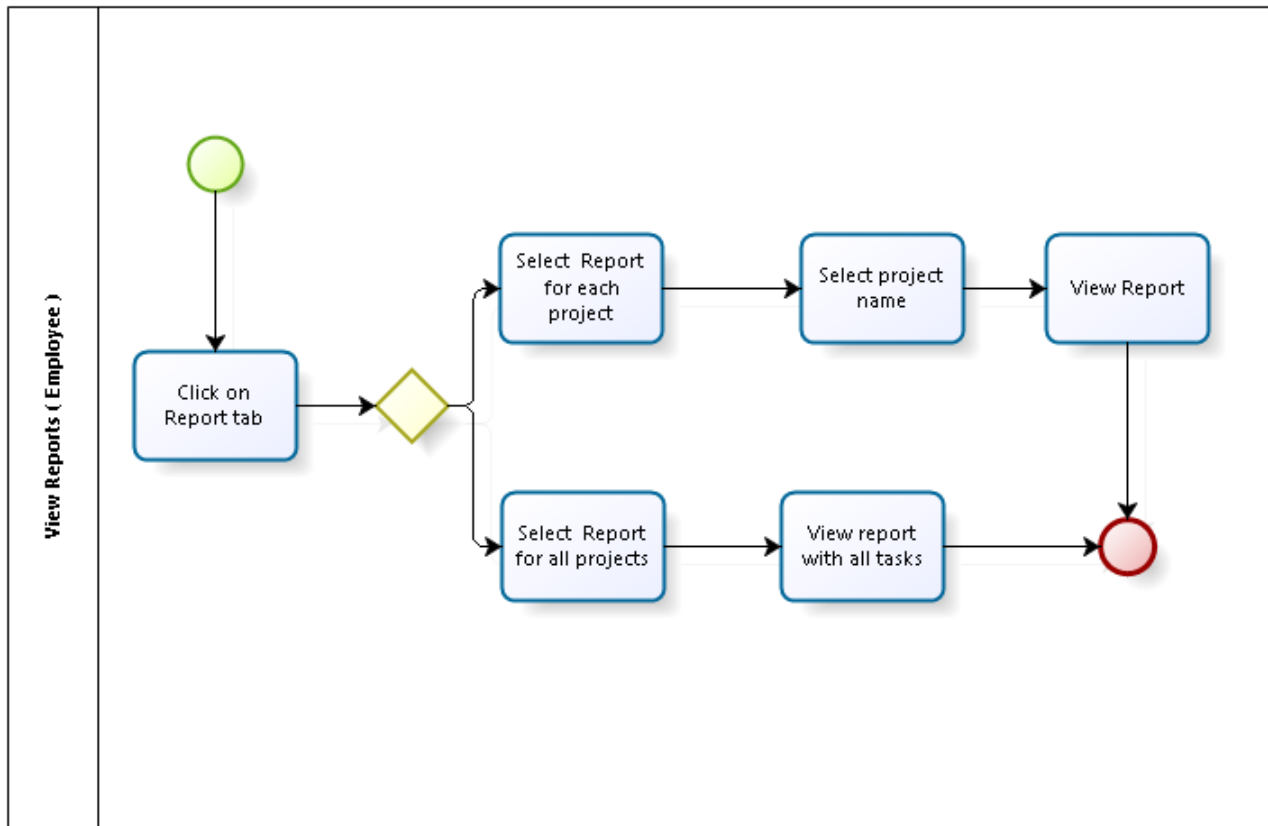 View Reports ( Employee )
Click on
Report tab
Select Report
for each
project
Select project
name
View Report
Select Report
for all projects
View report
with all tasks